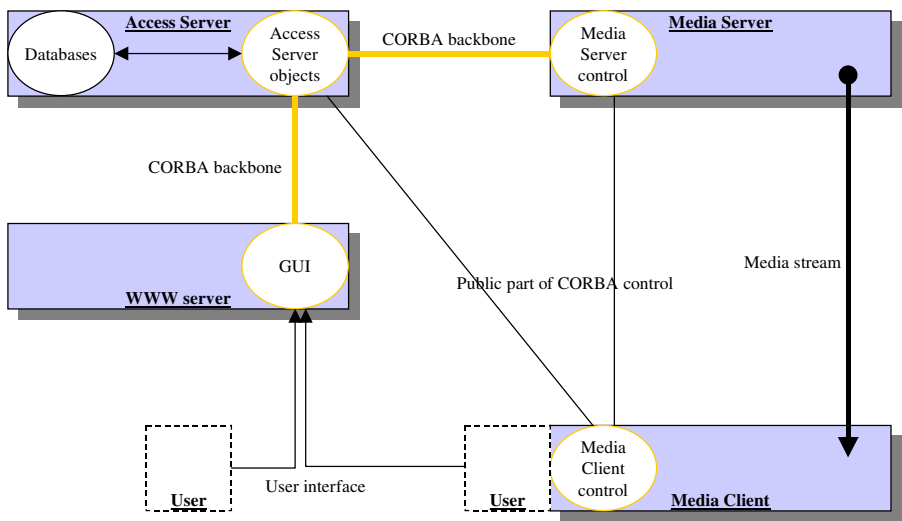 Access Server
Media Server
Databases
Access
Server
objects
CORBA backbone
Media
Server
control
CORBA backbone
GUI
WWW server
Media stream
Public part of CORBA control
User
User interface
User
Media
Client
control
Media Client